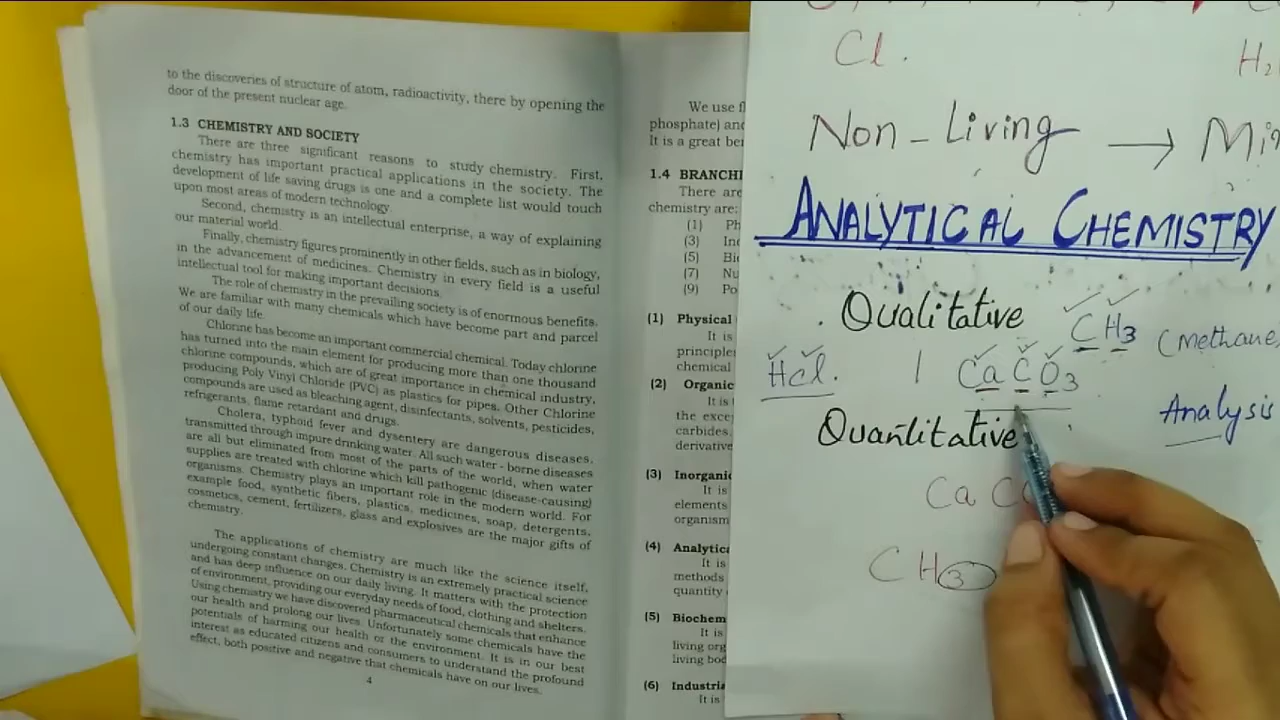 to the discoveries of structure of atom, radioactivity, there by opening the
door of the present nuclear age.
1.3 CHEMISTRY AND SOCIETY
There are three significant reasons to study chemistry. First,
chemistry has important practical applications in the society. The
development of life saving drugs is one and a complete list would touch
upon most areas of modern technology.
Second, chemistry is an intellectual enterprise, a way of explaining
our material world.
Finally, chemistry figures prominently in other fields, such as in biology,
in the advancement of medicines. Chemistry in every field is a useful
intellectual tool for making important decisions.
The role of chemistry in the prevailing society is of enormous benefits.
We are familiar with many chemicals which have become part and parcel
of our daily life.
Chlorine has become an important commercial chemical. Today chlorine
has turned into the main element for producing more than one thousand
chlorine compounds, which are of great importance in chemical industry,
producing Poly Vinyl Chloride (PVC) as plastics for pipes. Other Chlorine
compounds are used as bleaching agent, disinfectants, solvents, pesticides,
refrigerants, flame retardant and drugs.
Cholera, typhoid fever and dysentery are dangerous diseases,
transmitted through impure drinking water. All such water - borne diseases
are all but eliminated from most of the parts of the world, when water
supplies are treated with chlorine which kill pathogenic (disease-causing)
organisms. Chemistry plays an important role in the modern world. For
example food, synthetic fibers, plastics, medicines, soap, detergents,
cosmetics, cement, fertilizers, glass and explosives are the major gifts of
chemistry.
The applications of chemistry are much like the science itself,
undergoing constant changes. Chemistry is an extremely practical science
and has deep influence on our daily living. It matters with the protection
of environment, providing our everyday needs of food, clothing and shelters.
Using chemistry we have discovered pharmaceutical chemicals that enhance
our health and prolong our lives. Unfortunately some chemicals have the
potentials of harming our health or the environment. It is in our best
interest as educated citizens and consumers to understand the profound
effect, both positive and negative that chemicals have on our lives.
4
We use
phosphate) and
It is a great
1.4
There are
chemistry are:
(1)
(3)
(5)
(7)
(9)
(1) Physical
It is
chemical
(2)
It is
carbides
(3)
It is
elements
(4)
It is
methods
quantity
(5)
It is
living
living
(6)
It is
Cl.
Non-Living →
ANALYTICAL CHEMISTRY
Qualitative CH3 (Methane
HCl. CaCO3
Quantitative Analysis
Ca
CH3